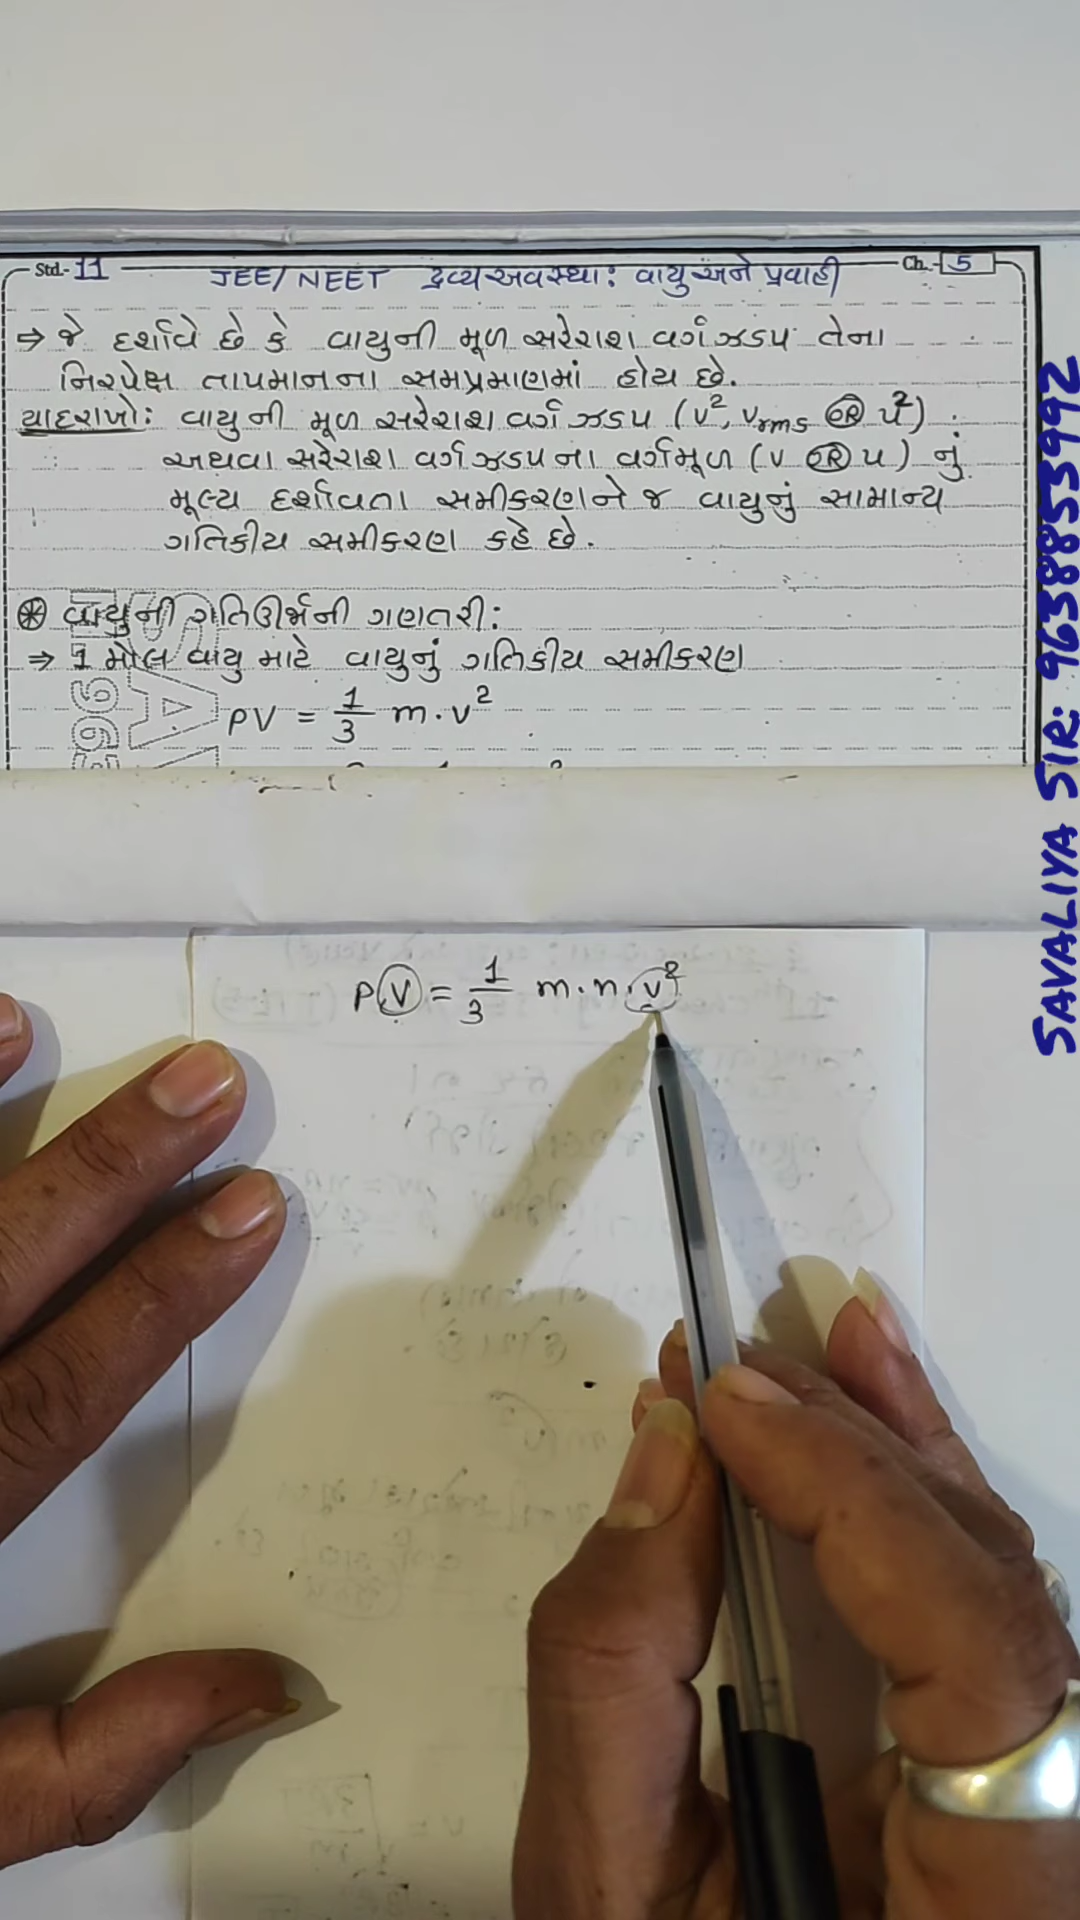 Std.- 11 JEE/NEET દ્રવ્ય અવસ્થા: વાયુ અને પ્રવાહી Ch.- 5
⇒ જે દર્શાવે છે કે વાયુની મૂળ સરેરાશ વર્ગ ઝડપ તેના
નિરપેક્ષ તાપમાનના સમપ્રમાણમાં હોય છે.
યાદરાખો: વાયુની મૂળ સરેરાશ વર્ગ ઝડપ (v², vrms OR u²)
અથવા સરેરાશ વર્ગ ઝડપના વર્ગમૂળ (v OR u) નું
મૂલ્ય દર્શાવતા સમીકરણને જ વાયુનું સામાન્ય
ગતિકીય સમીકરણ કહે છે.
* વાયુની ગતિઊર્જાની ગણતરી:
⇒ 1 મોલ વાયુ માટે વાયુનું ગતિકીય સમીકરણ
PV = 1/3 m·v²
PV = 1/3 m·n·v²
SAVALIYA SIR: 9638853992